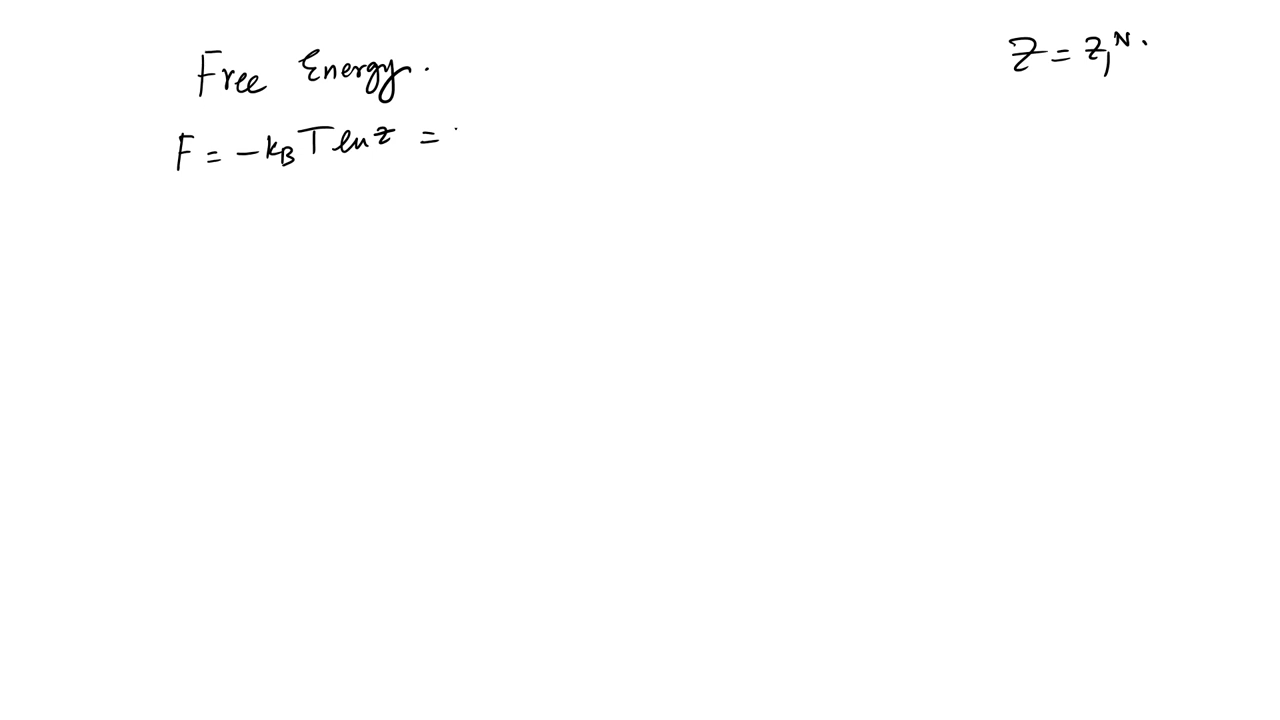 Free Energy.
Z = Z₁ᴺ.
F = -k_B T ln Z =